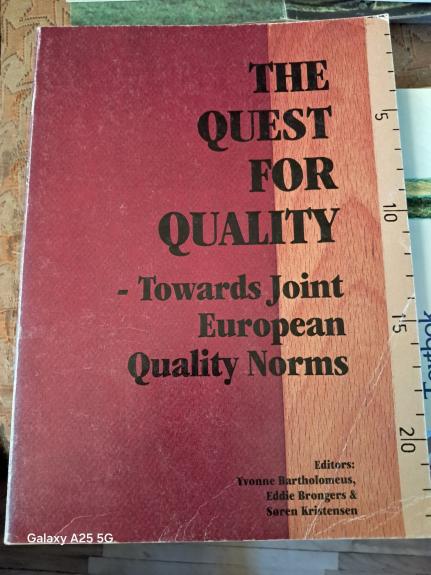 THE
QUEST
FOR
QUALITY
- Towards Joint
European
Quality Norms
Editors:
Yvonne Bartholomeus,
Eddie Brongers &
Søren Kristensen
5
10
15
20
Textbook
Galaxy A25 5G